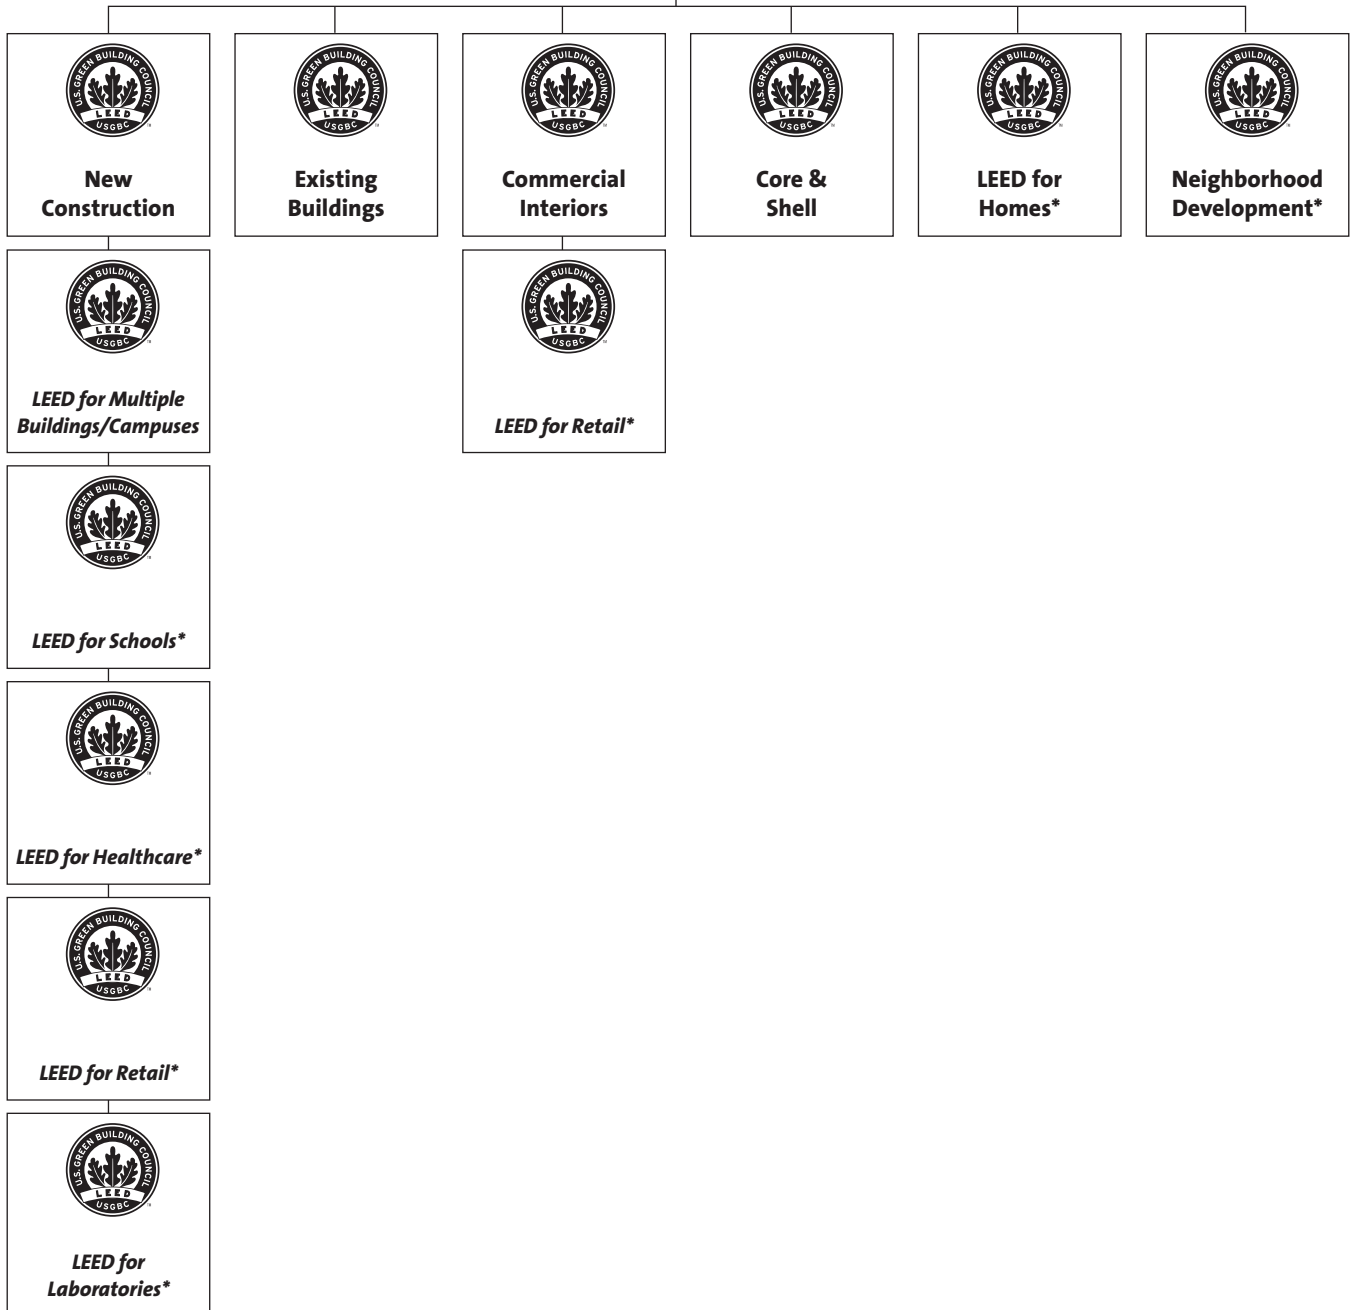 U.S. GREEN BUILDING COUNCIL
LEED
USGBC
New
Construction
U.S. GREEN BUILDING COUNCIL
LEED
USGBC
Existing
Buildings
U.S. GREEN BUILDING COUNCIL
LEED
USGBC
Commercial
Interiors
U.S. GREEN BUILDING COUNCIL
LEED
USGBC
Core &
Shell
U.S. GREEN BUILDING COUNCIL
LEED
USGBC
LEED for
Homes*
U.S. GREEN BUILDING COUNCIL
LEED
USGBC
Neighborhood
Development*
U.S. GREEN BUILDING COUNCIL
LEED
USGBC
LEED for Multiple
Buildings/Campuses
U.S. GREEN BUILDING COUNCIL
LEED
USGBC
LEED for Retail*
U.S. GREEN BUILDING COUNCIL
LEED
USGBC
LEED for Schools*
U.S. GREEN BUILDING COUNCIL
LEED
USGBC
LEED for Healthcare*
U.S. GREEN BUILDING COUNCIL
LEED
USGBC
LEED for Retail*
U.S. GREEN BUILDING COUNCIL
LEED
USGBC
LEED for
Laboratories*